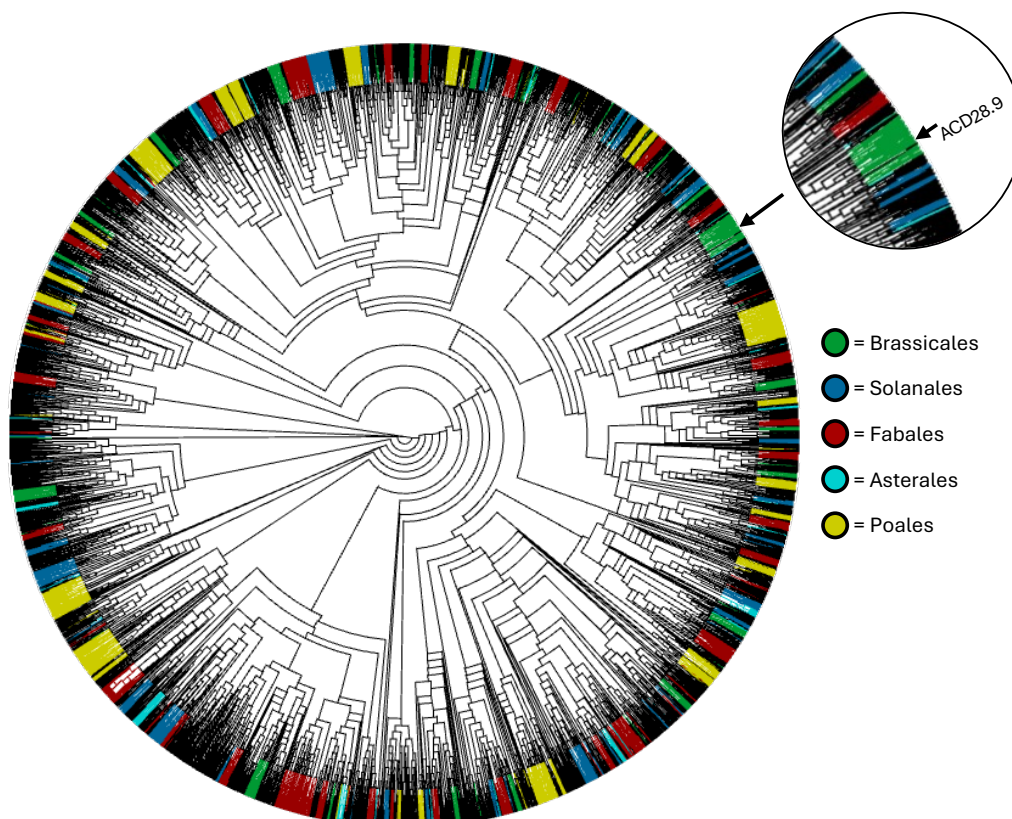 ACD28.9
= Brassicales
= Solanales
= Fabales
= Asterales
= Poales